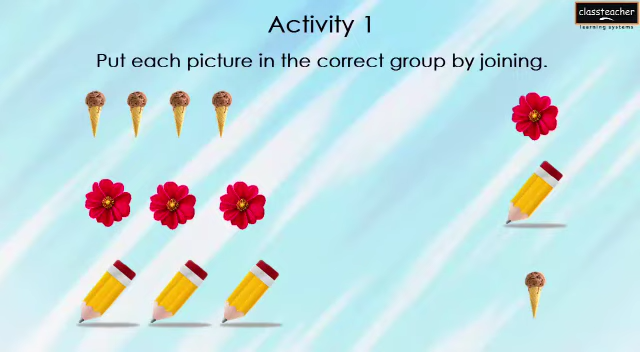 Activity 1
classteacher
learning systems
Put each picture in the correct group by joining.